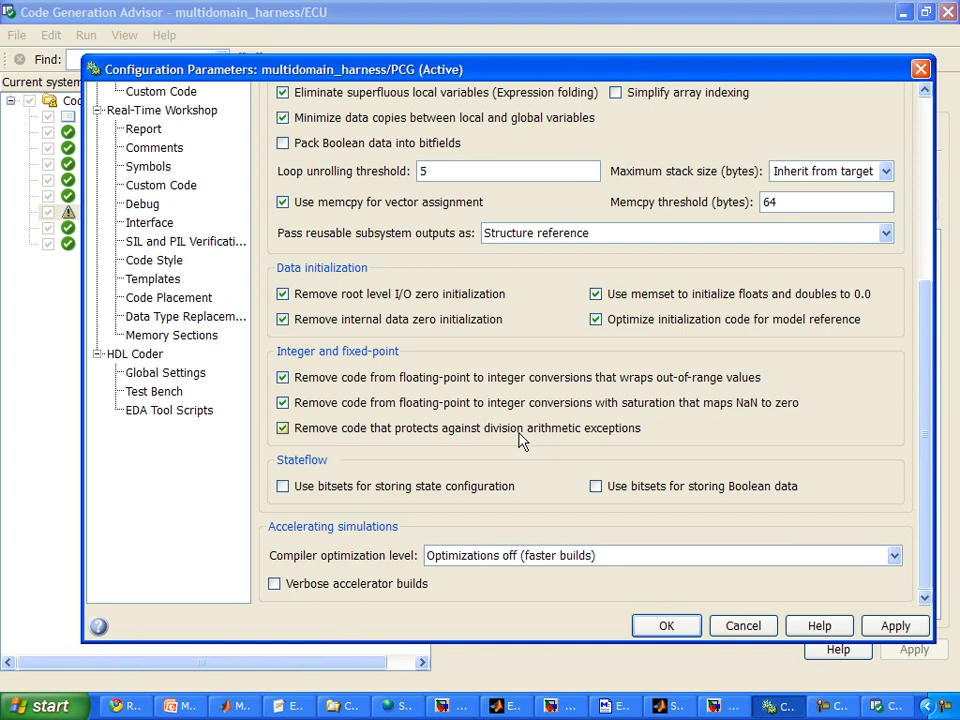 Code Generation Advisor - multidomain_harness/ECU
File Edit Run View Help
Find:
Configuration Parameters: multidomain_harness/PCG (Active)
Current system
Coc
Custom Code
Real-Time Workshop
Report
Comments
Symbols
Custom Code
Debug
Interface
SIL and PIL Verificati...
Code Style
Templates
Code Placement
Data Type Replacem...
Memory Sections
HDL Coder
Global Settings
Test Bench
EDA Tool Scripts
Eliminate superfluous local variables (Expression folding) Simplify array indexing
Minimize data copies between local and global variables
Pack Boolean data into bitfields
Loop unrolling threshold: 5 Maximum stack size (bytes): Inherit from target
Use memcpy for vector assignment Memcpy threshold (bytes): 64
Pass reusable subsystem outputs as: Structure reference
Data initialization
Remove root level I/O zero initialization Use memset to initialize floats and doubles to 0.0
Remove internal data zero initialization Optimize initialization code for model reference
Integer and fixed-point
Remove code from floating-point to integer conversions that wraps out-of-range values
Remove code from floating-point to integer conversions with saturation that maps NaN to zero
Remove code that protects against division arithmetic exceptions
Stateflow
Use bitsets for storing state configuration Use bitsets for storing Boolean data
Accelerating simulations
Compiler optimization level: Optimizations off (faster builds)
Verbose accelerator builds
OK Cancel Help Apply
Help Apply
start R... M... M... E... C... S... ... E... ... E... S... ... C... C... C...